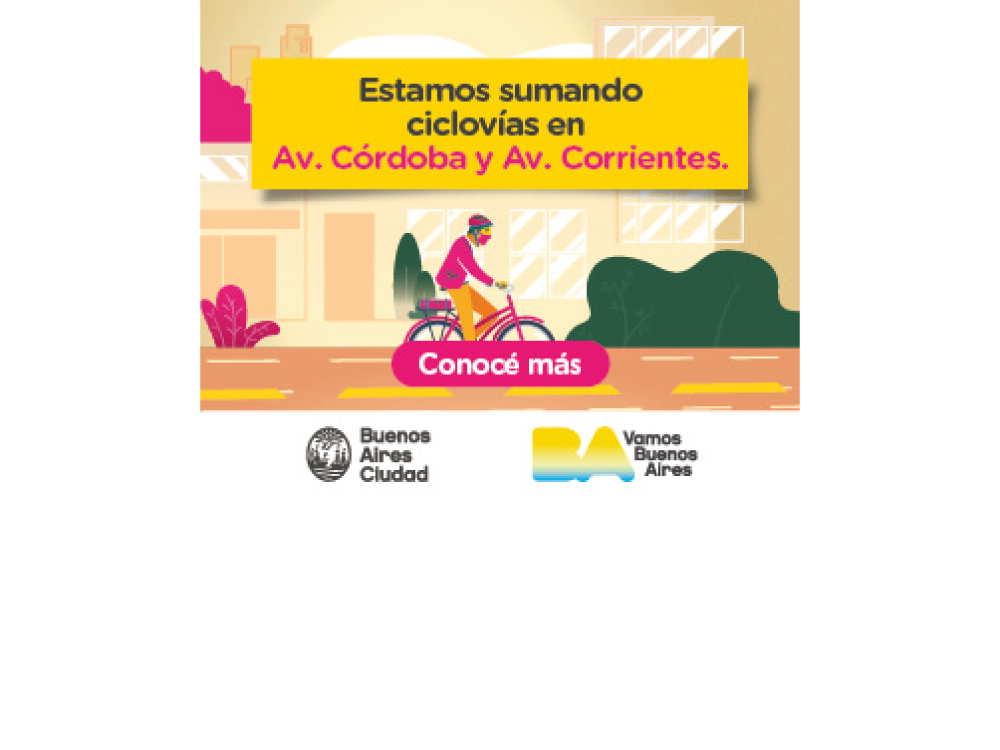 Estamos sumando
ciclovías en
Av. Córdoba y Av. Corrientes.
Conocé más
Buenos
Aires
Ciudad
BA
Vamos
Buenos
Aires